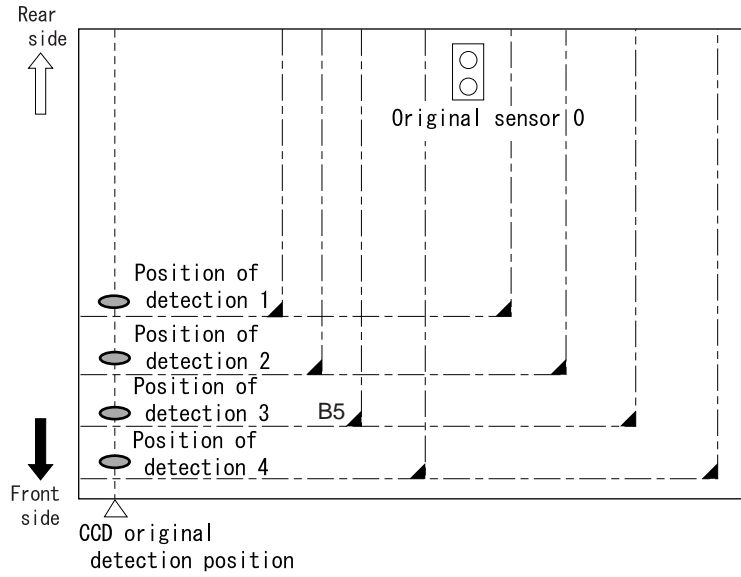 Rear
side
Original sensor 0
Position of
detection 1
Position of
detection 2
Position of
detection 3
B5
Position of
detection 4
Front
side
CCD original
detection position